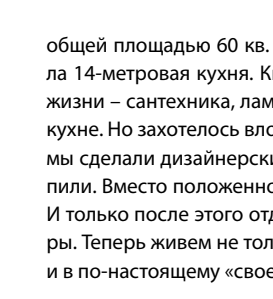 общей площадью 60 кв.
ла 14-метровая кухня. К
жизни – сантехника, лам
кухне. Но захотелось вло
мы сделали дизайнерски
пили. Вместо положенно
И только после этого отд
ры. Теперь живем не тол
и в по-настоящему «свое